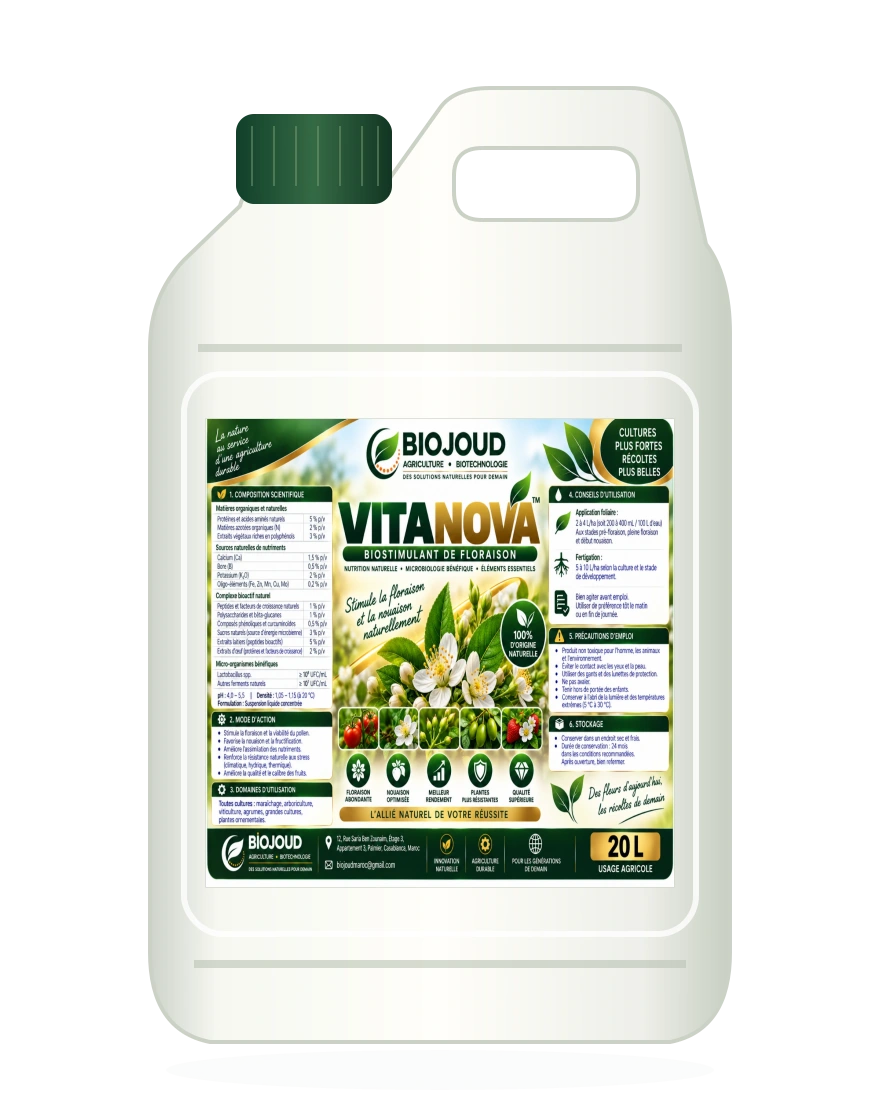 La nature
au service
d'une agriculture
durable
BIOJOUD
AGRICULTURE • BIOTECHNOLOGIE
DES SOLUTIONS NATURELLES POUR DEMAIN
CULTURES
PLUS FORTES
RÉCOLTES
PLUS BELLES
1. COMPOSITION SCIENTIFIQUE
Matières organiques et naturelles
Protéines et acides aminés naturels 5 % p/v
Matières azotées organiques (N) 2 % p/v
Extraits végétaux riches en polyphénols 3 % p/v
Sources naturelles de nutriments
Calcium (Ca) 1,5 % p/v
Bore (B) 0,5 % p/v
Potassium (K₂O) 2 % p/v
Oligo-éléments (Fe, Zn, Mn, Cu, Mo) 0,2 % p/v
Complexe bioactif naturel
Peptides et facteurs de croissance naturels 1 % p/v
Polysaccharides et bêta-glucanes 1 % p/v
Composés phénoliques et curcuminoïdes 0,5 % p/v
Sucres naturels (source d'énergie microbienne) 3 % p/v
Extraits laitiers (peptides bioactifs) 5 % p/v
Extraits d'œuf (protéines et facteurs de croissance) 2 % p/v
Micro-organismes bénéfiques
Lactobacillus spp. ≥ UFC/mL
Autres ferments naturels ≥ UFC/mL
pH : 4,0 – 5,5 | Densité : 1,05 – 1,15 (à 20 °C)
Formulation : Suspension liquide concentrée
2. MODE D'ACTION
• Stimule la floraison et la viabilité du pollen.
• Favorise la nouaison et la fructification.
• Améliore l'assimilation des nutriments.
• Renforce la résistance naturelle aux stress
(climatique, hydrique, thermique).
• Améliore la qualité et le calibre des fruits.
3. DOMAINES D'UTILISATION
Toutes cultures : maraîchage, arboriculture,
viticulture, agrumes, grandes cultures,
plantes ornementales.
VITANOVA™
BIOSTIMULANT DE FLORAISON
NUTRITION NATURELLE • MICROBIOLOGIE BÉNÉFIQUE • ÉLÉMENTS ESSENTIELS
Stimule la floraison
et la nouaison
naturellement
100%
D'ORIGINE
NATURELLE
FLORAISON
ABONDANTE
NOUAISON
OPTIMISÉE
MEILLEUR
RENDEMENT
PLANTES
PLUS RÉSISTANTES
QUALITÉ
SUPÉRIEURE
L'ALLIÉ NATUREL DE VOTRE RÉUSSITE
4. CONSEILS D'UTILISATION
Application foliaire :
2 à 4 L/ha (soit 200 à 400 mL / 100 L d'eau)
Aux stades pré-floraison, pleine floraison
et début nouaison.
Fertigation :
5 à 10 L/ha selon la culture et le stade
de développement.
Bien agiter avant emploi.
Utiliser de préférence tôt le matin
ou en fin de journée.
5. PRÉCAUTIONS D'EMPLOI
• Produit non toxique pour l'homme, les animaux
et l'environnement.
• Éviter le contact avec les yeux et la peau.
• Utiliser des gants et des lunettes de protection.
• Ne pas avaler.
• Tenir hors de portée des enfants.
• Conserver à l'abri de la lumière et des températures
extrêmes (5 °C à 30 °C).
6. STOCKAGE
• Conserver dans un endroit sec et frais.
• Durée de conservation : 24 mois
dans les conditions recommandées.
Après ouverture, bien refermer.
Des fleurs d'aujourd'hui,
les récoltes de demain
BIOJOUD
AGRICULTURE • BIOTECHNOLOGIE
DES SOLUTIONS NATURELLES POUR DEMAIN
12, Rue Saria Ben Zounaim, Etage 3,
Appartement 3, Palmier, Casablanca, Maroc
biojoudmaroc@gmail.com
INNOVATION
NATURELLE
AGRICULTURE
DURABLE
POUR LES GÉNÉRATIONS
DE DEMAIN
20 L
USAGE AGRICOLE